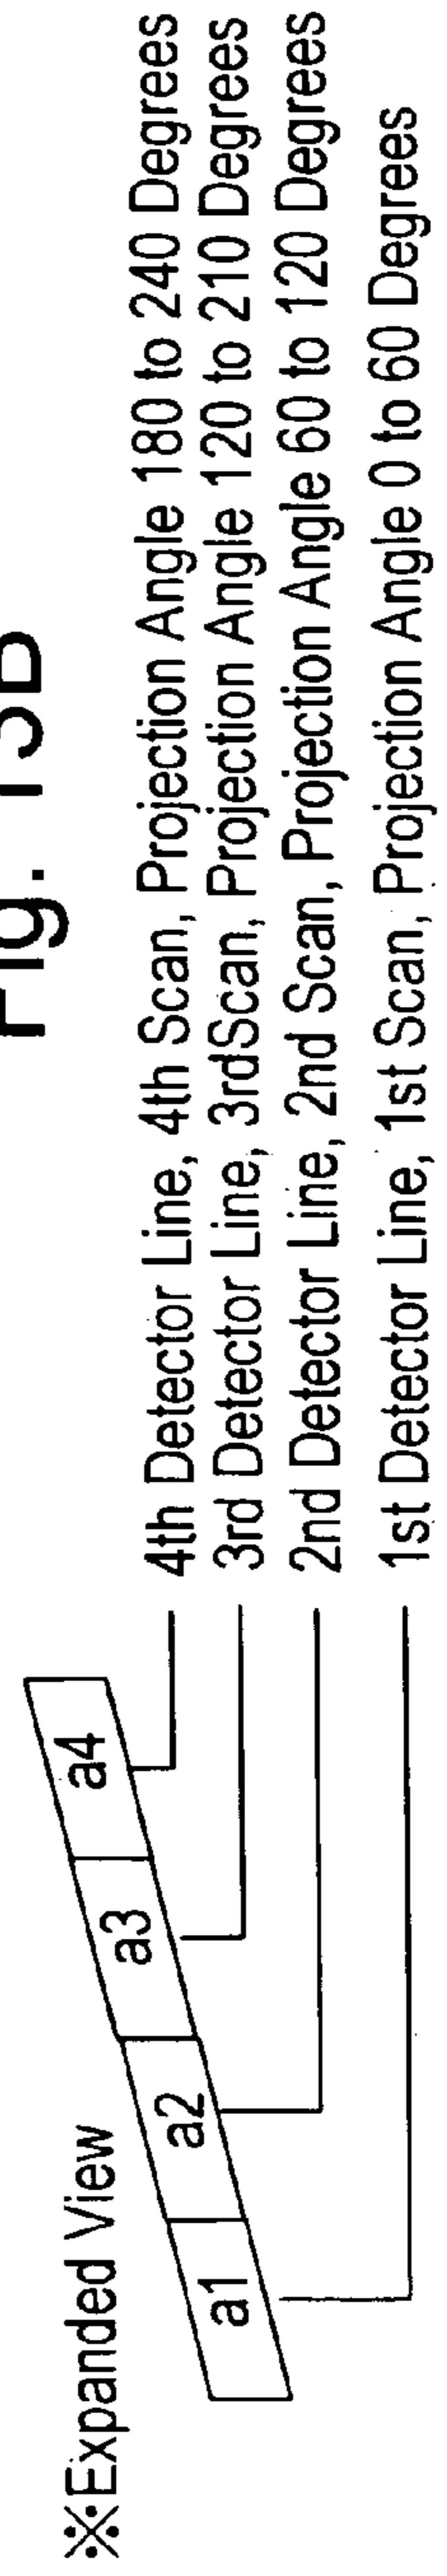 Fig. 13B
※Expanded View
a1
a2
a3
a4
4th Detector Line, 4th Scan, Projection Angle 180 to 240 Degrees
3rd Detector Line, 3rdScan, Projection Angle 120 to 210 Degrees
2nd Detector Line, 2nd Scan, Projection Angle 60 to 120 Degrees
1st Detector Line, 1st Scan, Projection Angle 0 to 60 Degrees